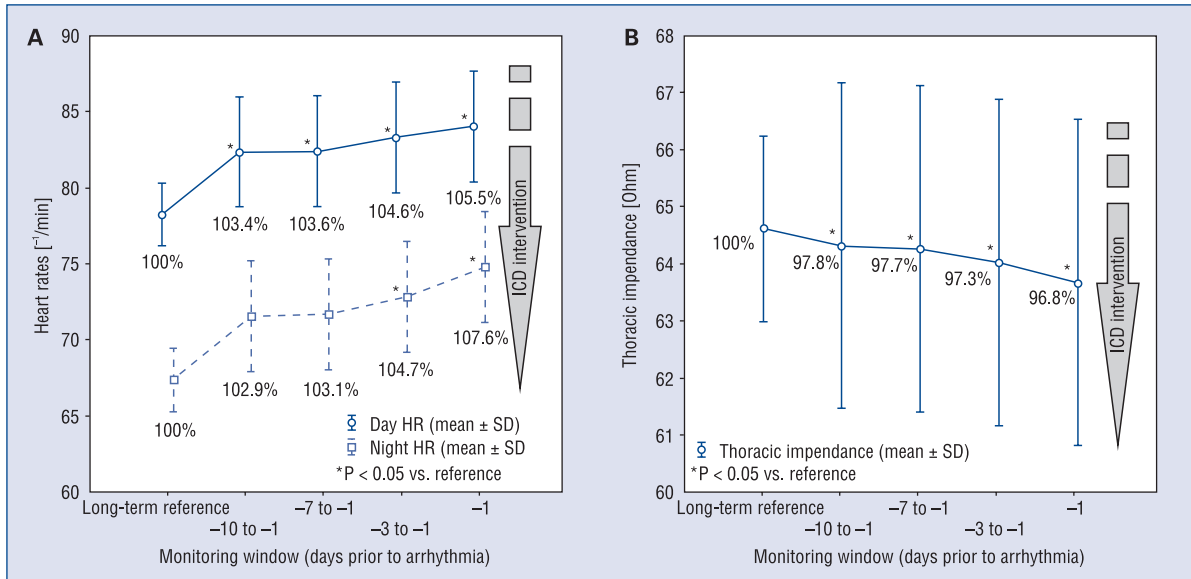 A
90
85
80
75
70
65
60
Heart rates [⁻¹/min]
*
*
*
*
100%
103.4%
103.6%
104.6%
105.5%
*
*
100%
102.9%
103.1%
104.7%
107.6%
ICD intervention
Day HR (mean ± SD)
Night HR (mean ± SD
*P < 0.05 vs. reference
Long-term reference
–10 to –1
–7 to –1
–3 to –1
–1
Monitoring window (days prior to arrhythmia)
B
68
67
66
65
64
63
62
61
60
Thoracic impendance [Ohm]
*
*
*
*
100%
97.8%
97.7%
97.3%
96.8%
ICD intervention
Thoracic impendance (mean ± SD)
*P < 0.05 vs. reference
Long-term reference
–10 to –1
–7 to –1
–3 to –1
–1
Monitoring window (days prior to arrhythmia)